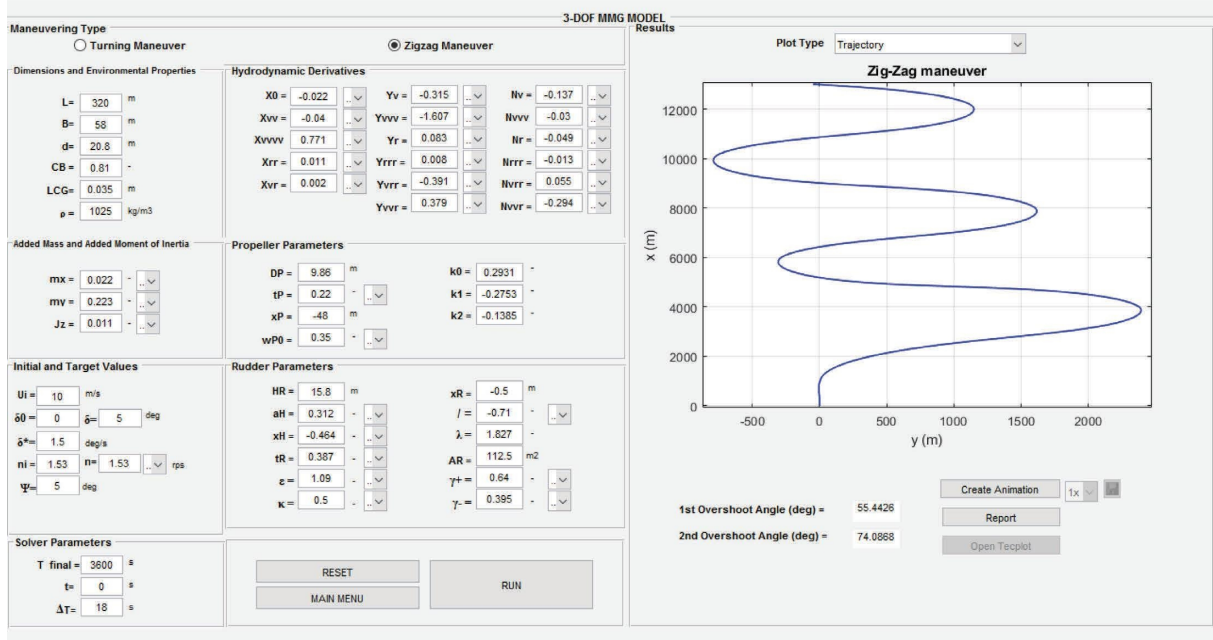 3-DOF MMG MODEL
Maneuvering Type
Turning Maneuver
Zigzag Maneuver
Dimensions and Environmental Properties
L= 320 m
B= 58 m
d= 20.8 m
CB = 0.81 -
LCG= 0.035 m
ρ = 1025 kg/m3
Hydrodynamic Derivatives
X0 = -0.022 .. Yv = -0.315 .. Nv = -0.137 ..
Xvv = -0.04 .. Yvvv = -1.607 .. Nvvv -0.03 ..
Xvvvv 0.771 .. Yr = 0.083 .. Nr = -0.049 ..
Xrr = 0.011 .. Yrrr = 0.008 .. Nrrr = -0.013 ..
Xvr = 0.002 .. Yvrr = -0.391 .. Nvrr = 0.055 ..
Yvvr = 0.379 .. Nvvr = -0.294 ..
Added Mass and Added Moment of Inertia
mx = 0.022 - ..
my = 0.223 - ..
Jz = 0.011 - ..
Propeller Parameters
DP = 9.86 m k0 = 0.2931 -
tP = 0.22 - .. k1 = -0.2753 -
xP = -48 m k2 = -0.1385 -
wP0 = 0.35 - ..
Initial and Target Values
Ui = 10 m/s
δ0 = 0 δ= 5 deg
δ*= 1.5 deg/s
ni = 1.53 n= 1.53 .. rps
Ψ= 5 deg
Rudder Parameters
HR = 15.8 m xR = -0.5 m
aH = 0.312 - .. l = -0.71 - ..
xH = -0.464 - .. λ = 1.827 -
tR = 0.387 - .. AR = 112.5 m2
ε = 1.09 - .. γ+ = 0.64 - ..
κ = 0.5 - .. γ- = 0.395 - ..
Solver Parameters
T final = 3600 s
t= 0 s
ΔT= 18 s
RESET
MAIN MENU
RUN
Results
Plot Type Trajectory
Zig-Zag maneuver
12000
10000
8000
6000
4000
2000
0
x (m)
-500 0 500 1000 1500 2000
y (m)
1st Overshoot Angle (deg) = 55.4426
2nd Overshoot Angle (deg) = 74.0868
Create Animation 1x
Report
Open Tecplot